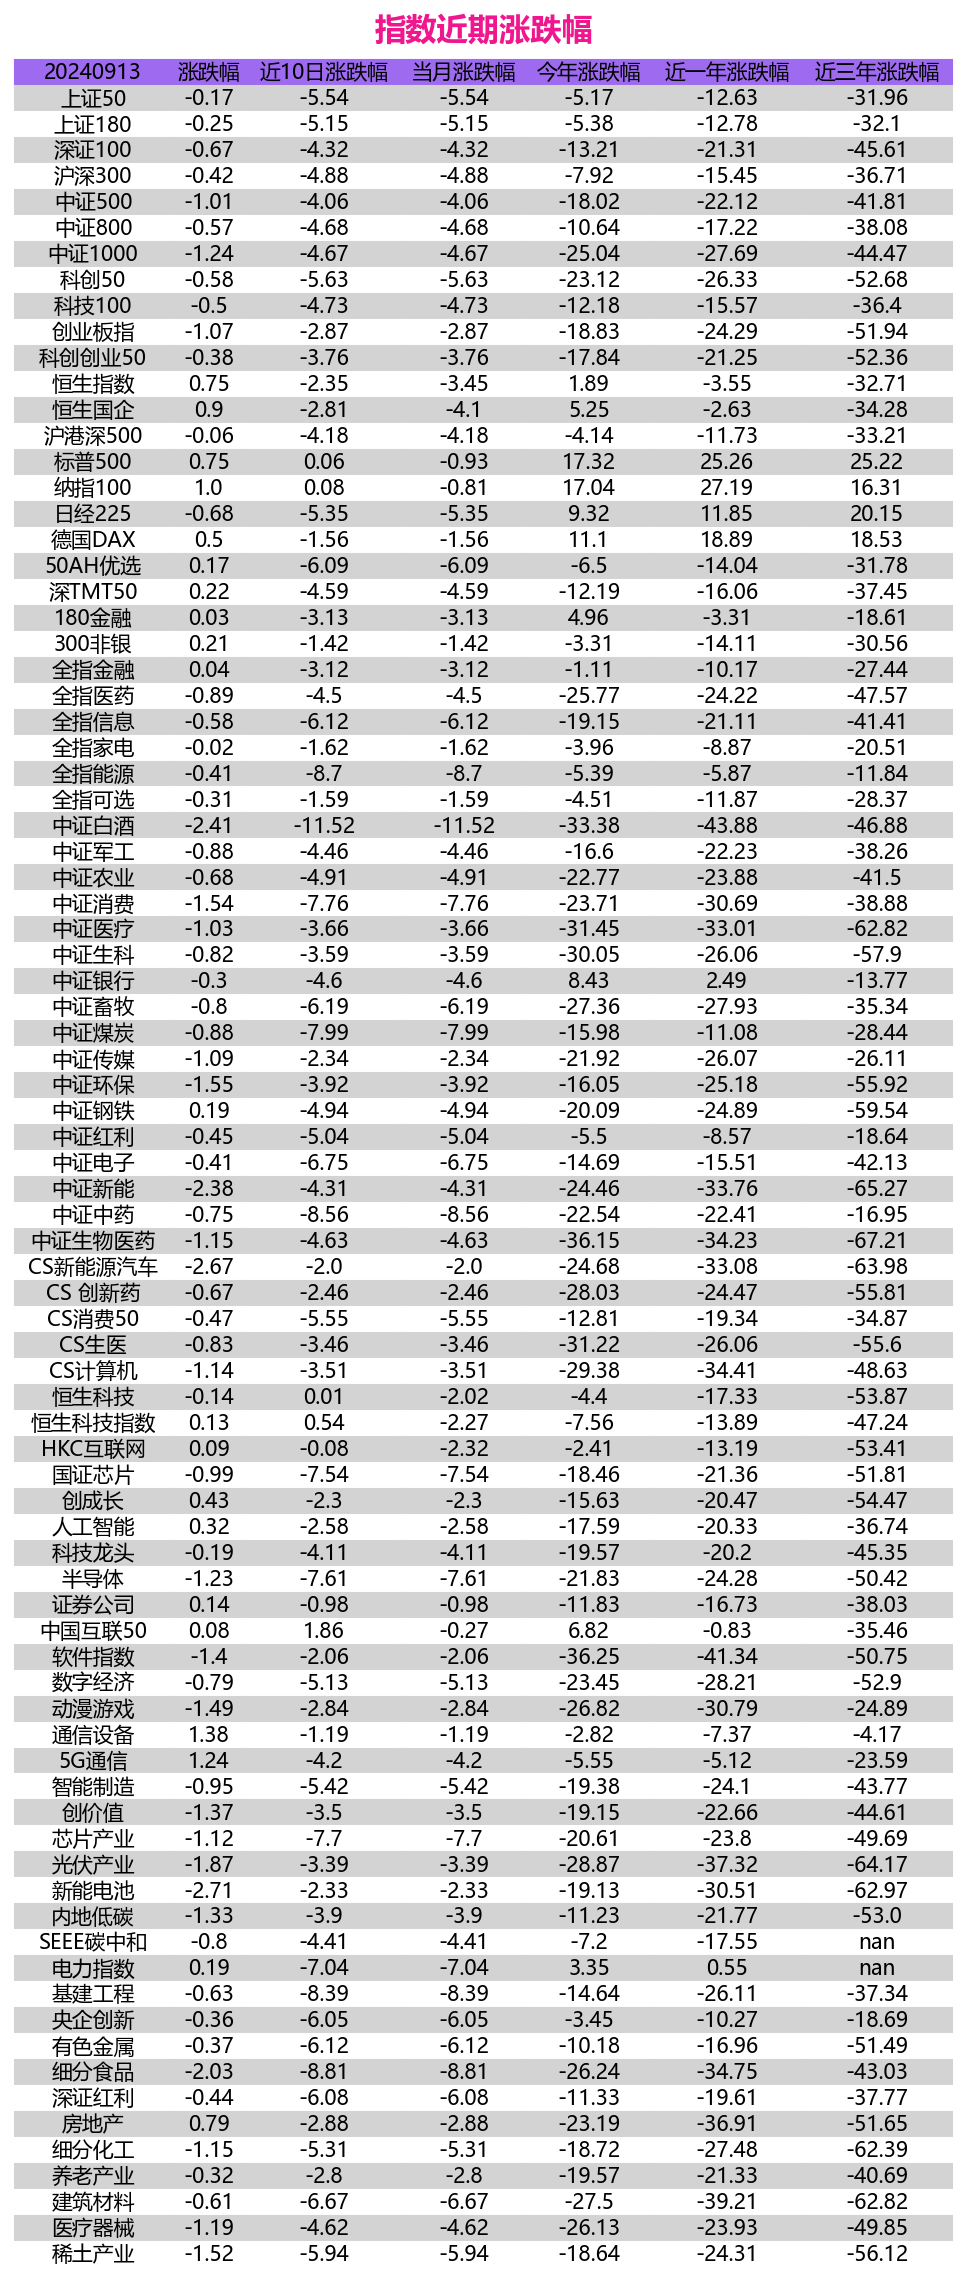 指数近期涨跌幅
20240913 涨跌幅 近10日涨跌幅 当月涨跌幅 今年涨跌幅 近一年涨跌幅 近三年涨跌幅
上证50 -0.17 -5.54 -5.54 -5.17 -12.63 -31.96
上证180 -0.25 -5.15 -5.15 -5.38 -12.78 -32.1
深证100 -0.67 -4.32 -4.32 -13.21 -21.31 -45.61
沪深300 -0.42 -4.88 -4.88 -7.92 -15.45 -36.71
中证500 -1.01 -4.06 -4.06 -18.02 -22.12 -41.81
中证800 -0.57 -4.68 -4.68 -10.64 -17.22 -38.08
中证1000 -1.24 -4.67 -4.67 -25.04 -27.69 -44.47
科创50 -0.58 -5.63 -5.63 -23.12 -26.33 -52.68
科技100 -0.5 -4.73 -4.73 -12.18 -15.57 -36.4
创业板指 -1.07 -2.87 -2.87 -18.83 -24.29 -51.94
科创创业50 -0.38 -3.76 -3.76 -17.84 -21.25 -52.36
恒生指数 0.75 -2.35 -3.45 1.89 -3.55 -32.71
恒生国企 0.9 -2.81 -4.1 5.25 -2.63 -34.28
沪港深500 -0.06 -4.18 -4.18 -4.14 -11.73 -33.21
标普500 0.75 0.06 -0.93 17.32 25.26 25.22
纳指100 1.0 0.08 -0.81 17.04 27.19 16.31
日经225 -0.68 -5.35 -5.35 9.32 11.85 20.15
德国DAX 0.5 -1.56 -1.56 11.1 18.89 18.53
50AH优选 0.17 -6.09 -6.09 -6.5 -14.04 -31.78
深TMT50 0.22 -4.59 -4.59 -12.19 -16.06 -37.45
180金融 0.03 -3.13 -3.13 4.96 -3.31 -18.61
300非银 0.21 -1.42 -1.42 -3.31 -14.11 -30.56
全指金融 0.04 -3.12 -3.12 -1.11 -10.17 -27.44
全指医药 -0.89 -4.5 -4.5 -25.77 -24.22 -47.57
全指信息 -0.58 -6.12 -6.12 -19.15 -21.11 -41.41
全指家电 -0.02 -1.62 -1.62 -3.96 -8.87 -20.51
全指能源 -0.41 -8.7 -8.7 -5.39 -5.87 -11.84
全指可选 -0.31 -1.59 -1.59 -4.51 -11.87 -28.37
中证白酒 -2.41 -11.52 -11.52 -33.38 -43.88 -46.88
中证军工 -0.88 -4.46 -4.46 -16.6 -22.23 -38.26
中证农业 -0.68 -4.91 -4.91 -22.77 -23.88 -41.5
中证消费 -1.54 -7.76 -7.76 -23.71 -30.69 -38.88
中证医疗 -1.03 -3.66 -3.66 -31.45 -33.01 -62.82
中证生科 -0.82 -3.59 -3.59 -30.05 -26.06 -57.9
中证银行 -0.3 -4.6 -4.6 8.43 2.49 -13.77
中证畜牧 -0.8 -6.19 -6.19 -27.36 -27.93 -35.34
中证煤炭 -0.88 -7.99 -7.99 -15.98 -11.08 -28.44
中证传媒 -1.09 -2.34 -2.34 -21.92 -26.07 -26.11
中证环保 -1.55 -3.92 -3.92 -16.05 -25.18 -55.92
中证钢铁 0.19 -4.94 -4.94 -20.09 -24.89 -59.54
中证红利 -0.45 -5.04 -5.04 -5.5 -8.57 -18.64
中证电子 -0.41 -6.75 -6.75 -14.69 -15.51 -42.13
中证新能 -2.38 -4.31 -4.31 -24.46 -33.76 -65.27
中证中药 -0.75 -8.56 -8.56 -22.54 -22.41 -16.95
中证生物医药 -1.15 -4.63 -4.63 -36.15 -34.23 -67.21
CS新能源汽车 -2.67 -2.0 -2.0 -24.68 -33.08 -63.98
CS 创新药 -0.67 -2.46 -2.46 -28.03 -24.47 -55.81
CS消费50 -0.47 -5.55 -5.55 -12.81 -19.34 -34.87
CS生医 -0.83 -3.46 -3.46 -31.22 -26.06 -55.6
CS计算机 -1.14 -3.51 -3.51 -29.38 -34.41 -48.63
恒生科技 -0.14 0.01 -2.02 -4.4 -17.33 -53.87
恒生科技指数 0.13 0.54 -2.27 -7.56 -13.89 -47.24
HKC互联网 0.09 -0.08 -2.32 -2.41 -13.19 -53.41
国证芯片 -0.99 -7.54 -7.54 -18.46 -21.36 -51.81
创成长 0.43 -2.3 -2.3 -15.63 -20.47 -54.47
人工智能 0.32 -2.58 -2.58 -17.59 -20.33 -36.74
科技龙头 -0.19 -4.11 -4.11 -19.57 -20.2 -45.35
半导体 -1.23 -7.61 -7.61 -21.83 -24.28 -50.42
证券公司 0.14 -0.98 -0.98 -11.83 -16.73 -38.03
中国互联50 0.08 1.86 -0.27 6.82 -0.83 -35.46
软件指数 -1.4 -2.06 -2.06 -36.25 -41.34 -50.75
数字经济 -0.79 -5.13 -5.13 -23.45 -28.21 -52.9
动漫游戏 -1.49 -2.84 -2.84 -26.82 -30.79 -24.89
通信设备 1.38 -1.19 -1.19 -2.82 -7.37 -4.17
5G通信 1.24 -4.2 -4.2 -5.55 -5.12 -23.59
智能制造 -0.95 -5.42 -5.42 -19.38 -24.1 -43.77
创价值 -1.37 -3.5 -3.5 -19.15 -22.66 -44.61
芯片产业 -1.12 -7.7 -7.7 -20.61 -23.8 -49.69
光伏产业 -1.87 -3.39 -3.39 -28.87 -37.32 -64.17
新能电池 -2.71 -2.33 -2.33 -19.13 -30.51 -62.97
内地低碳 -1.33 -3.9 -3.9 -11.23 -21.77 -53.0
SEEE碳中和 -0.8 -4.41 -4.41 -7.2 -17.55 nan
电力指数 0.19 -7.04 -7.04 3.35 0.55 nan
基建工程 -0.63 -8.39 -8.39 -14.64 -26.11 -37.34
央企创新 -0.36 -6.05 -6.05 -3.45 -10.27 -18.69
有色金属 -0.37 -6.12 -6.12 -10.18 -16.96 -51.49
细分食品 -2.03 -8.81 -8.81 -26.24 -34.75 -43.03
深证红利 -0.44 -6.08 -6.08 -11.33 -19.61 -37.77
房地产 0.79 -2.88 -2.88 -23.19 -36.91 -51.65
细分化工 -1.15 -5.31 -5.31 -18.72 -27.48 -62.39
养老产业 -0.32 -2.8 -2.8 -19.57 -21.33 -40.69
建筑材料 -0.61 -6.67 -6.67 -27.5 -39.21 -62.82
医疗器械 -1.19 -4.62 -4.62 -26.13 -23.93 -49.85
稀土产业 -1.52 -5.94 -5.94 -18.64 -24.31 -56.12